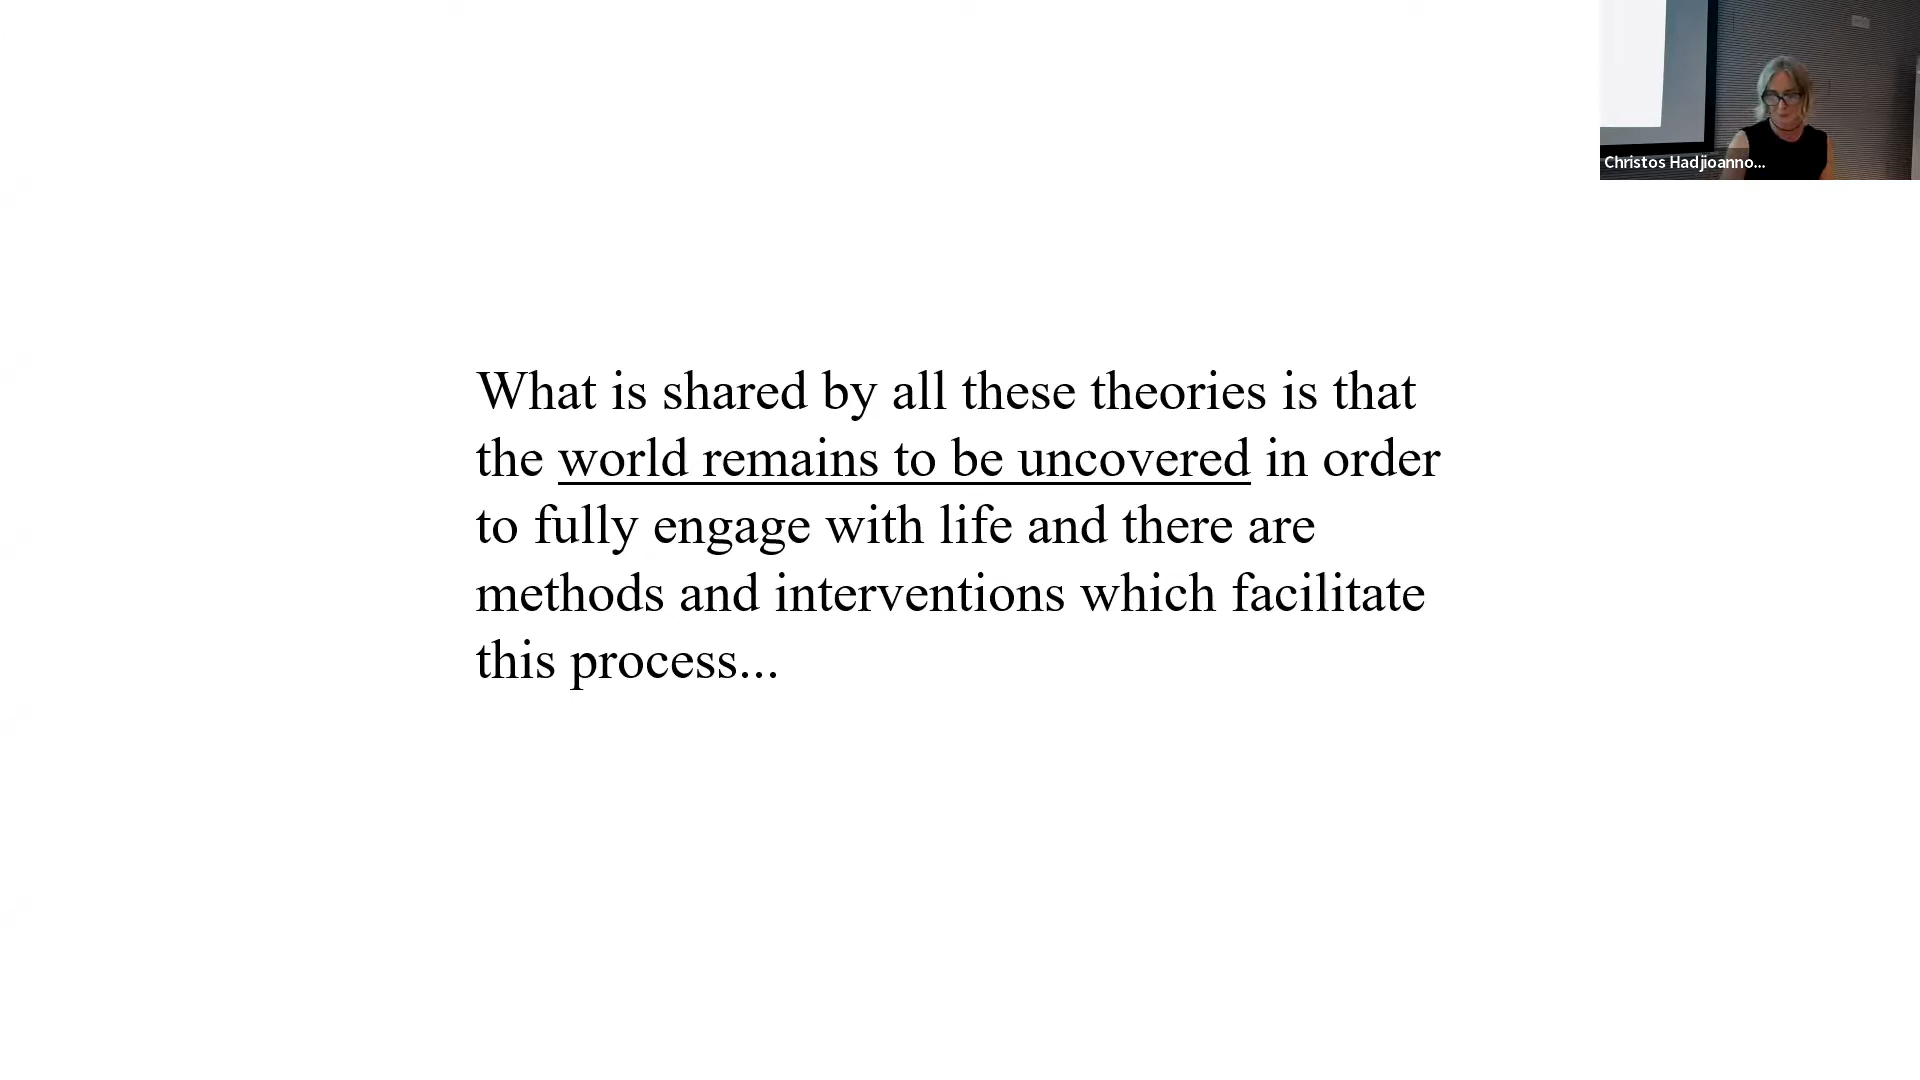 What is shared by all these theories is that
the world remains to be uncovered in order
to fully engage with life and there are
methods and interventions which facilitate
this process...
Christos Hadjioanno...